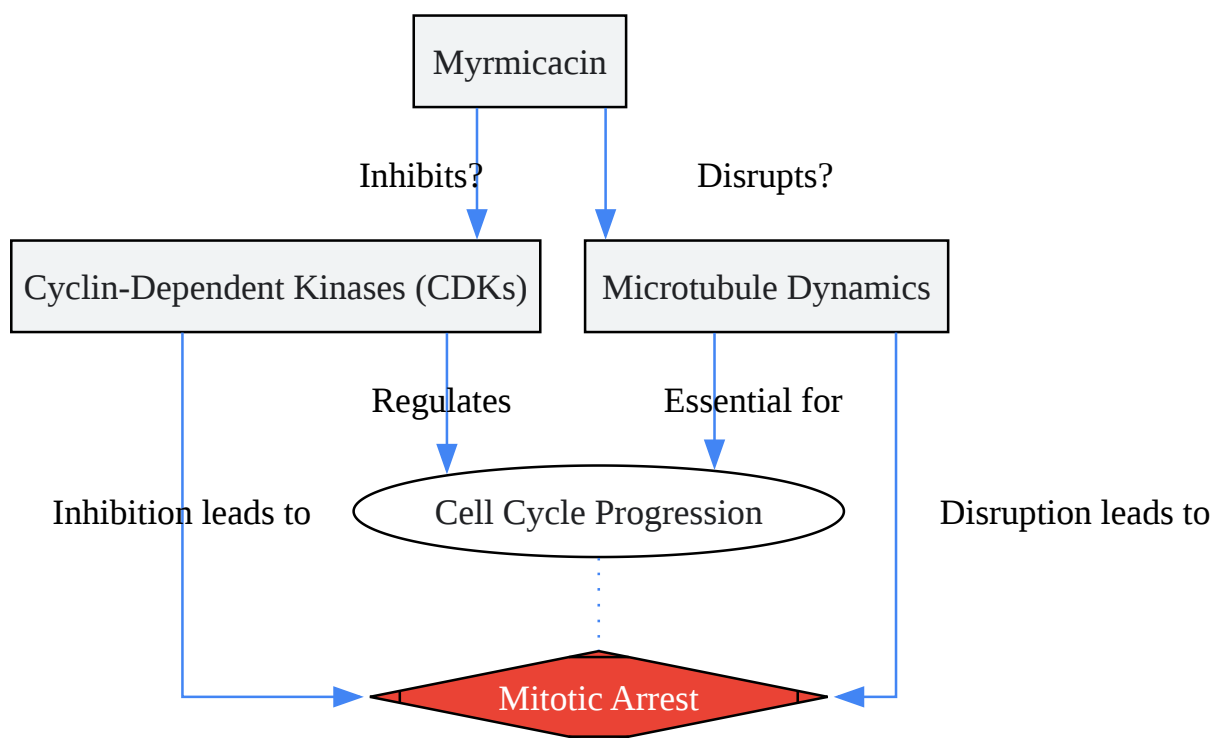 Myrmicacin
Inhibits?
Disrupts?
Cyclin-Dependent Kinases (CDKs)
Microtubule Dynamics
Regulates
Essential for
Inhibition leads to
Cell Cycle Progression
Disruption leads to
Mitotic Arrest